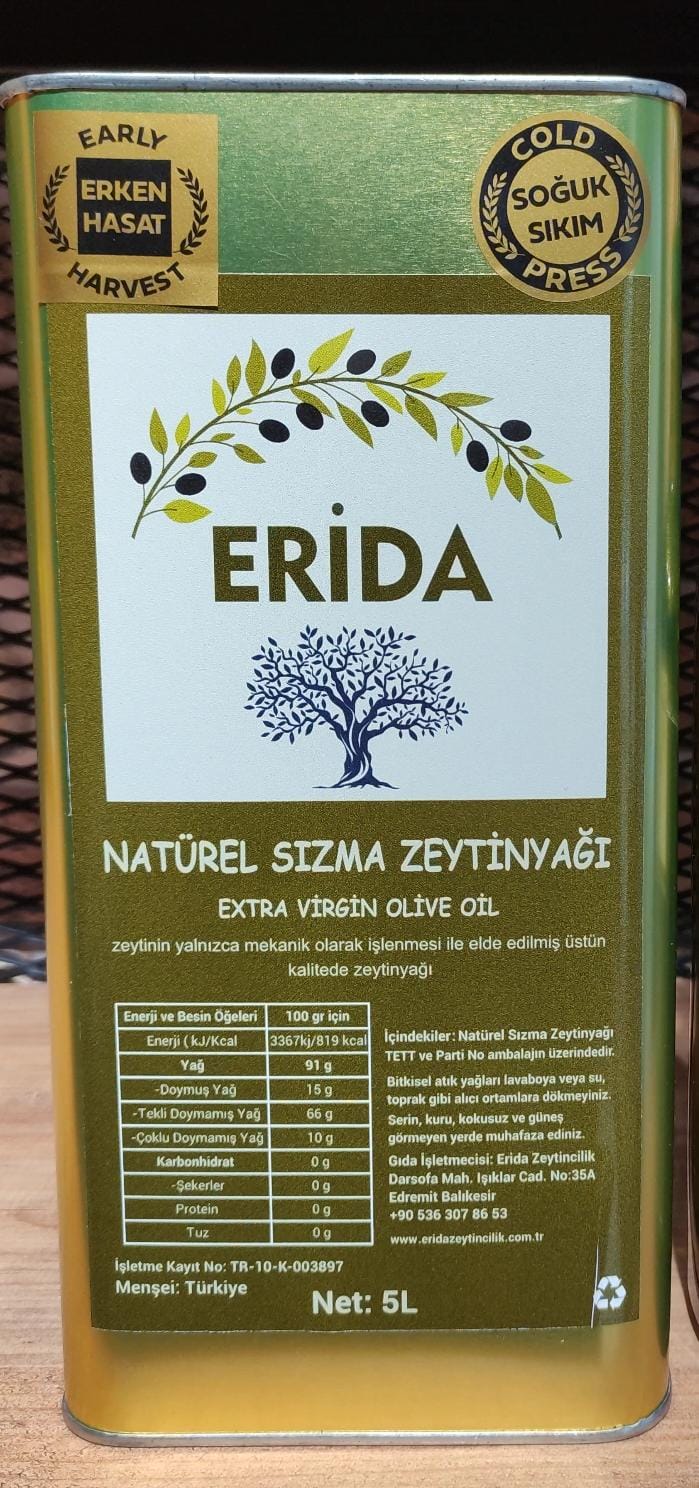 EARLY
ERKEN
HASAT
HARVEST
COLD
SOĞUK
SIKIM
PRESS
ERİDA
NATÜREL SIZMA ZEYTİNYAĞI
EXTRA VİRGİN OLİVE OİL
zeytinin yalnızca mekanik olarak işlenmesi ile elde edilmiş üstün
kalitede zeytinyağı
Enerji ve Besin Öğeleri 100 gr için
Enerji ( kJ/Kcal 3367kj/819 kcal
Yağ 91 g
-Doymuş Yağ 15 g
-Tekli Doymamış Yağ 66 g
-Çoklu Doymamış Yağ 10 g
Karbonhidrat 0 g
-Şekerler 0 g
Protein 0 g
Tuz 0 g
İçindekiler: Natürel Sızma Zeytinyağı
TETT ve Parti No ambalajın üzerindedir.
Bitkisel atık yağları lavaboya veya su,
toprak gibi alıcı ortamlara dökmeyiniz.
Serin, kuru, kokusuz ve güneş
görmeyen yerde muhafaza ediniz.
Gıda İşletmecisi: Erida Zeytincilik
Darsofa Mah. Işıklar Cad. No:35A
Edremit Balıkesir
+90 536 307 86 53
www.eridazeytincilik.com.tr
İşletme Kayıt No: TR-10-K-003897
Menşei: Türkiye
Net: 5L